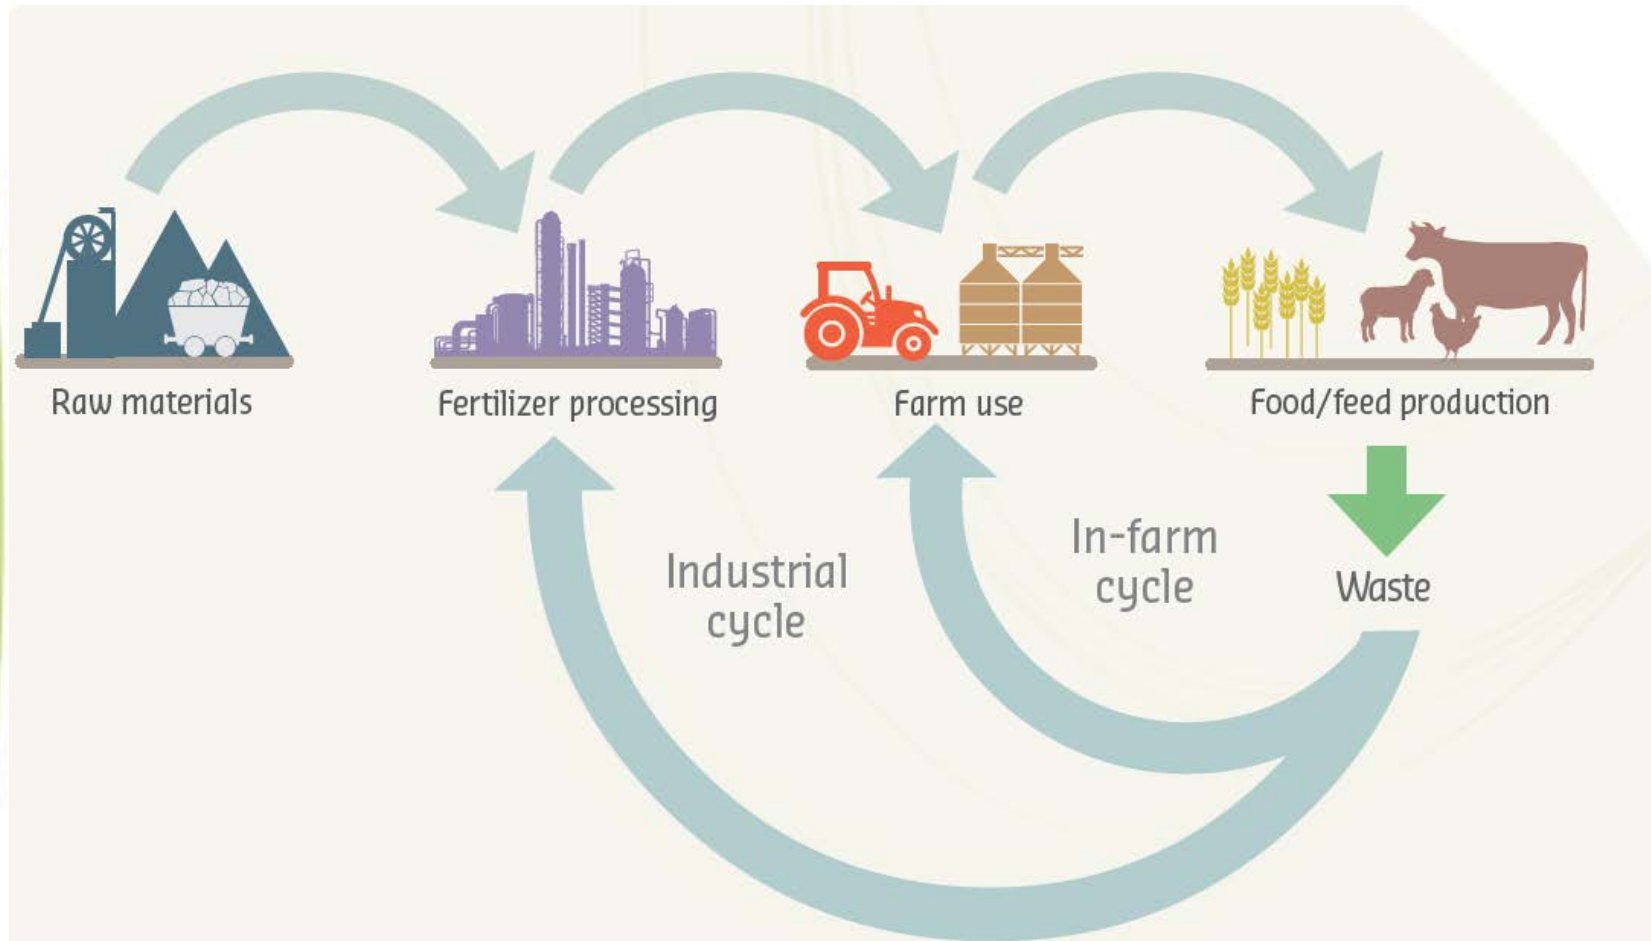 Raw materials
Fertilizer processing
Farm use
Food/feed production
Industrial
cycle
In-farm
cycle
Waste